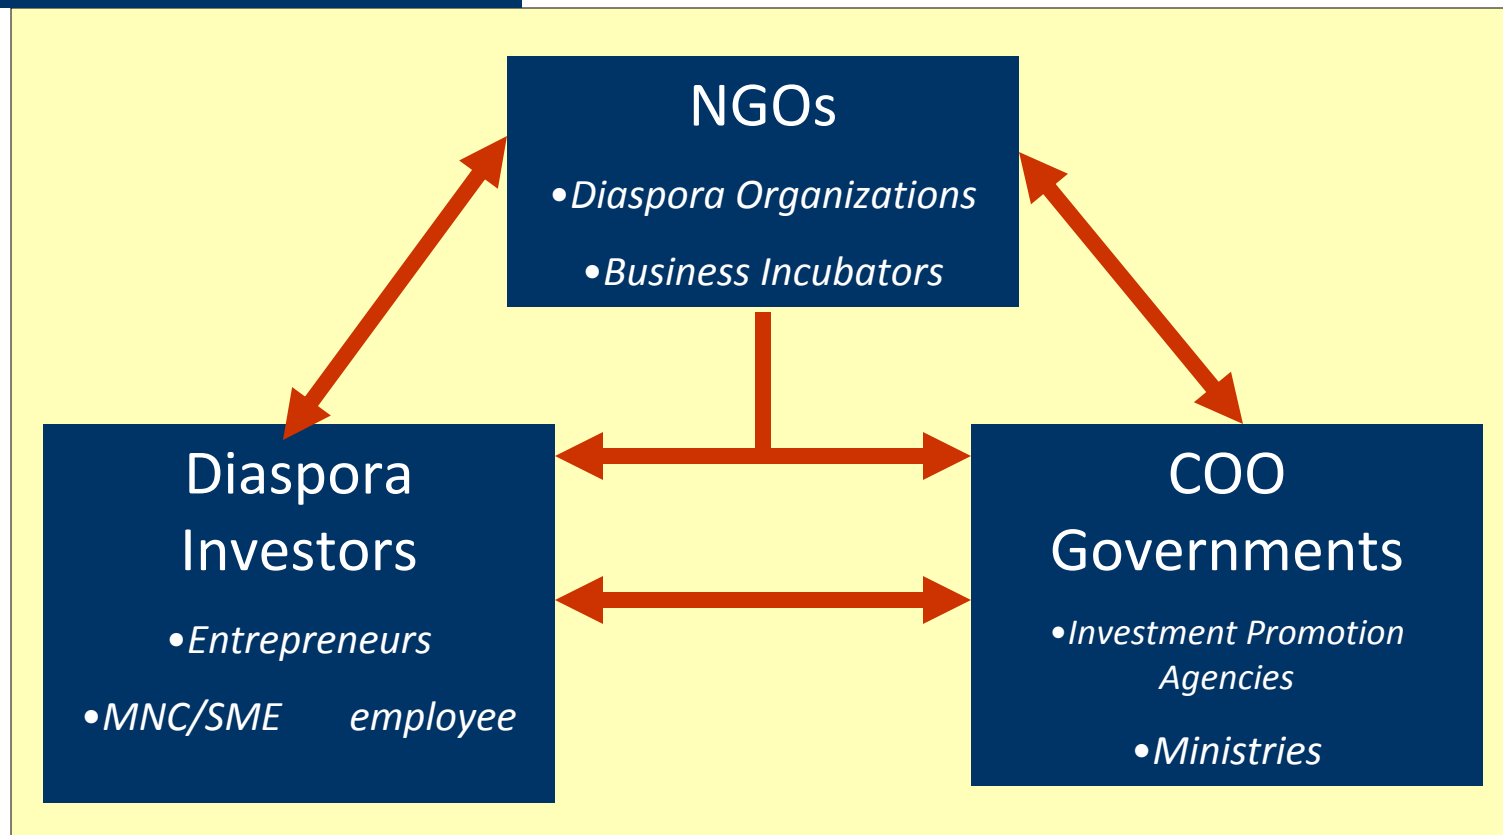 NGOs
•Diaspora Organizations
•Business Incubators
Diaspora
Investors
•Entrepreneurs
•MNC/SME employee
COO
Governments
•Investment Promotion
Agencies
•Ministries